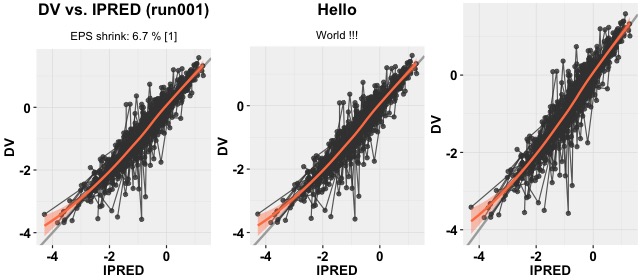 DV vs. IPRED (run001)
EPS shrink: 6.7 % [1]
DV
0
-2
-4
-4 -2 0
IPRED
Hello
World !!!
DV
0
-2
-4
-4 -2 0
IPRED
DV
0
-2
-4
-4 -2 0
IPRED